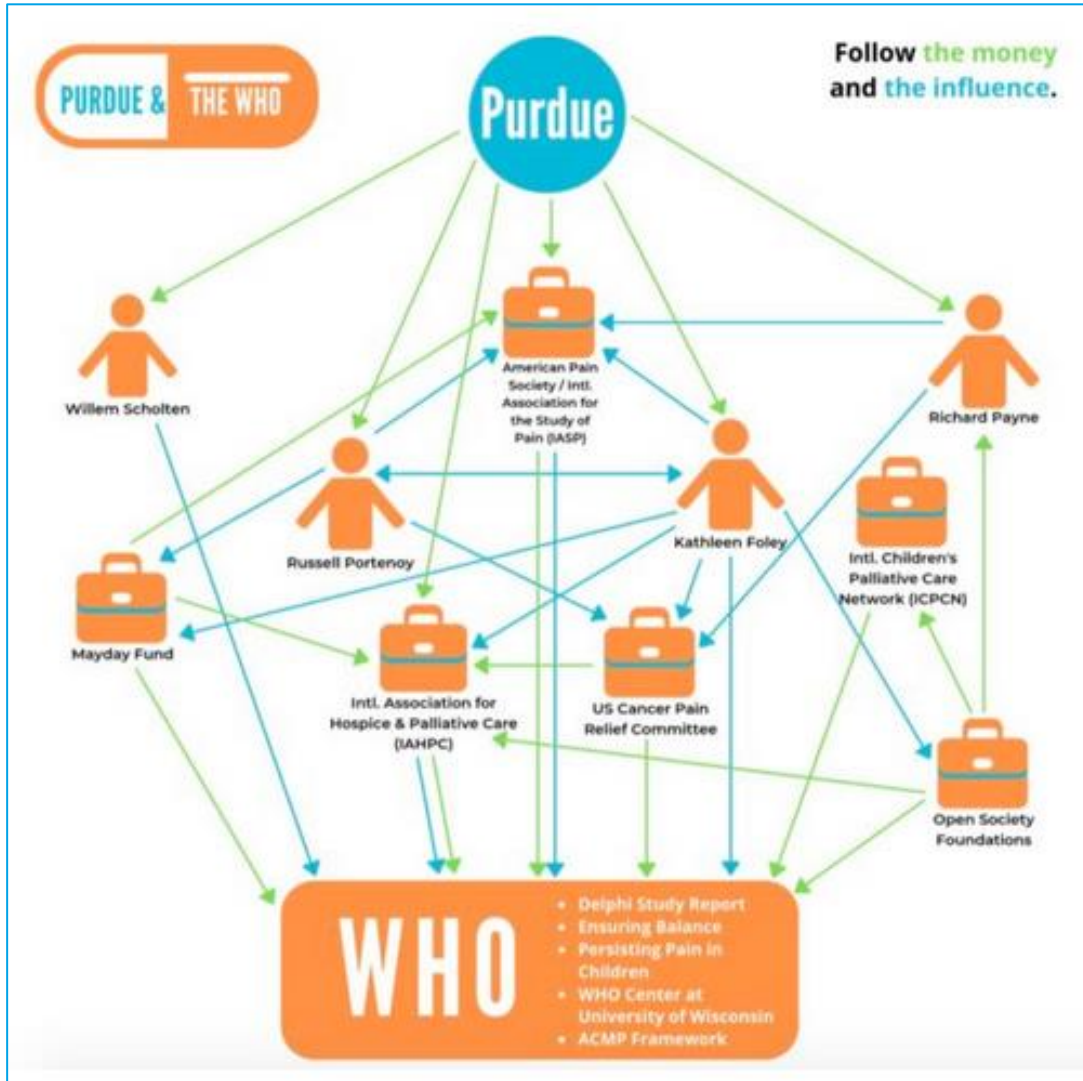 PURDUE & THE WHO
Purdue
Follow the money
and the influence.
Willem Scholten
American Pain
Society / Intl.
Association for
the Study of
Pain (IASP)
Richard Payne
Russell Portenoy
Kathleen Foley
Intl. Children's
Palliative Care
Network (ICPCN)
Mayday Fund
Intl. Association for
Hospice & Palliative Care
(IAHPC)
US Cancer Pain
Relief Committee
Open Society
Foundations
WHO
• Delphi Study Report
• Ensuring Balance
• Persisting Pain in
Children
• WHO Center at
University of Wisconsin
• ACMP Framework